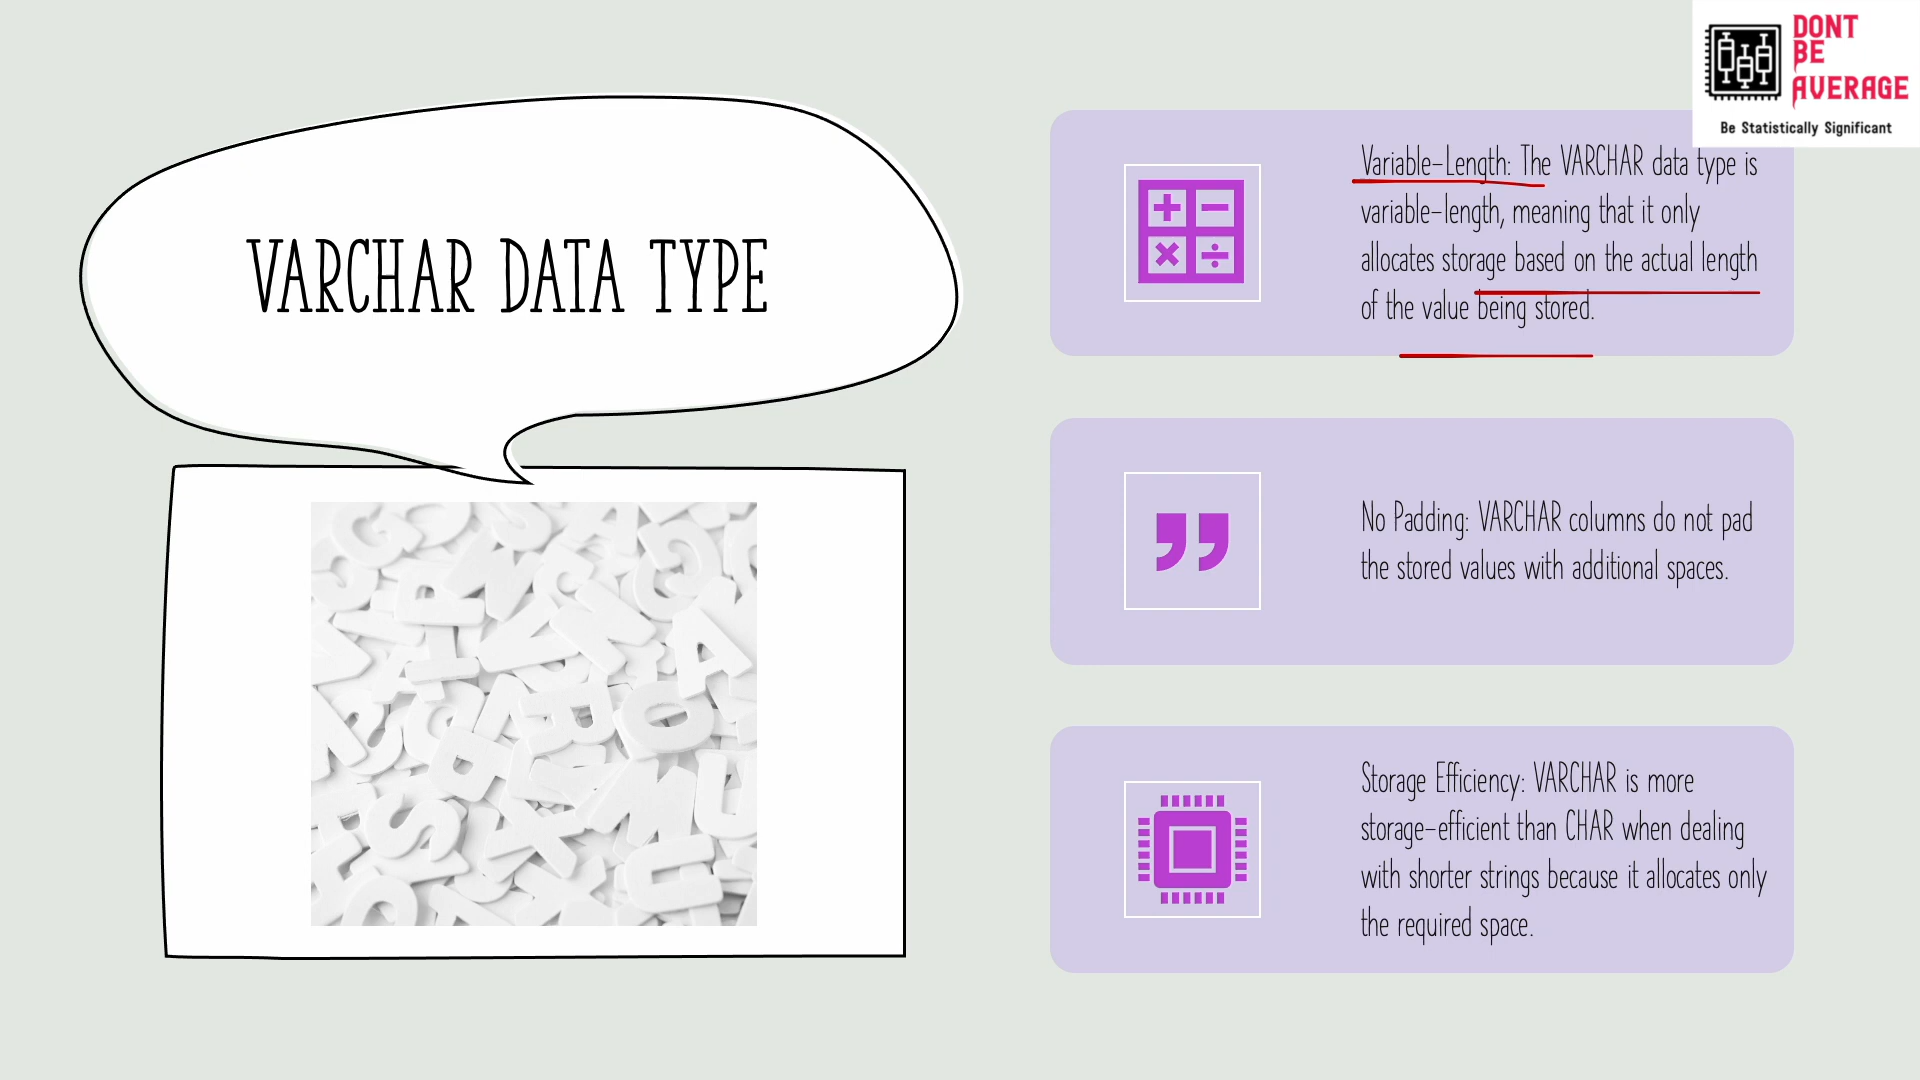 DONT
BE
AVERAGE
Be Statistically Significant
VARCHAR DATA TYPE
Variable-Length: The VARCHAR data type is
variable-length, meaning that it only
allocates storage based on the actual length
of the value being stored.
No Padding: VARCHAR columns do not pad
the stored values with additional spaces.
Storage Efficiency: VARCHAR is more
storage-efficient than CHAR when dealing
with shorter strings because it allocates only
the required space.